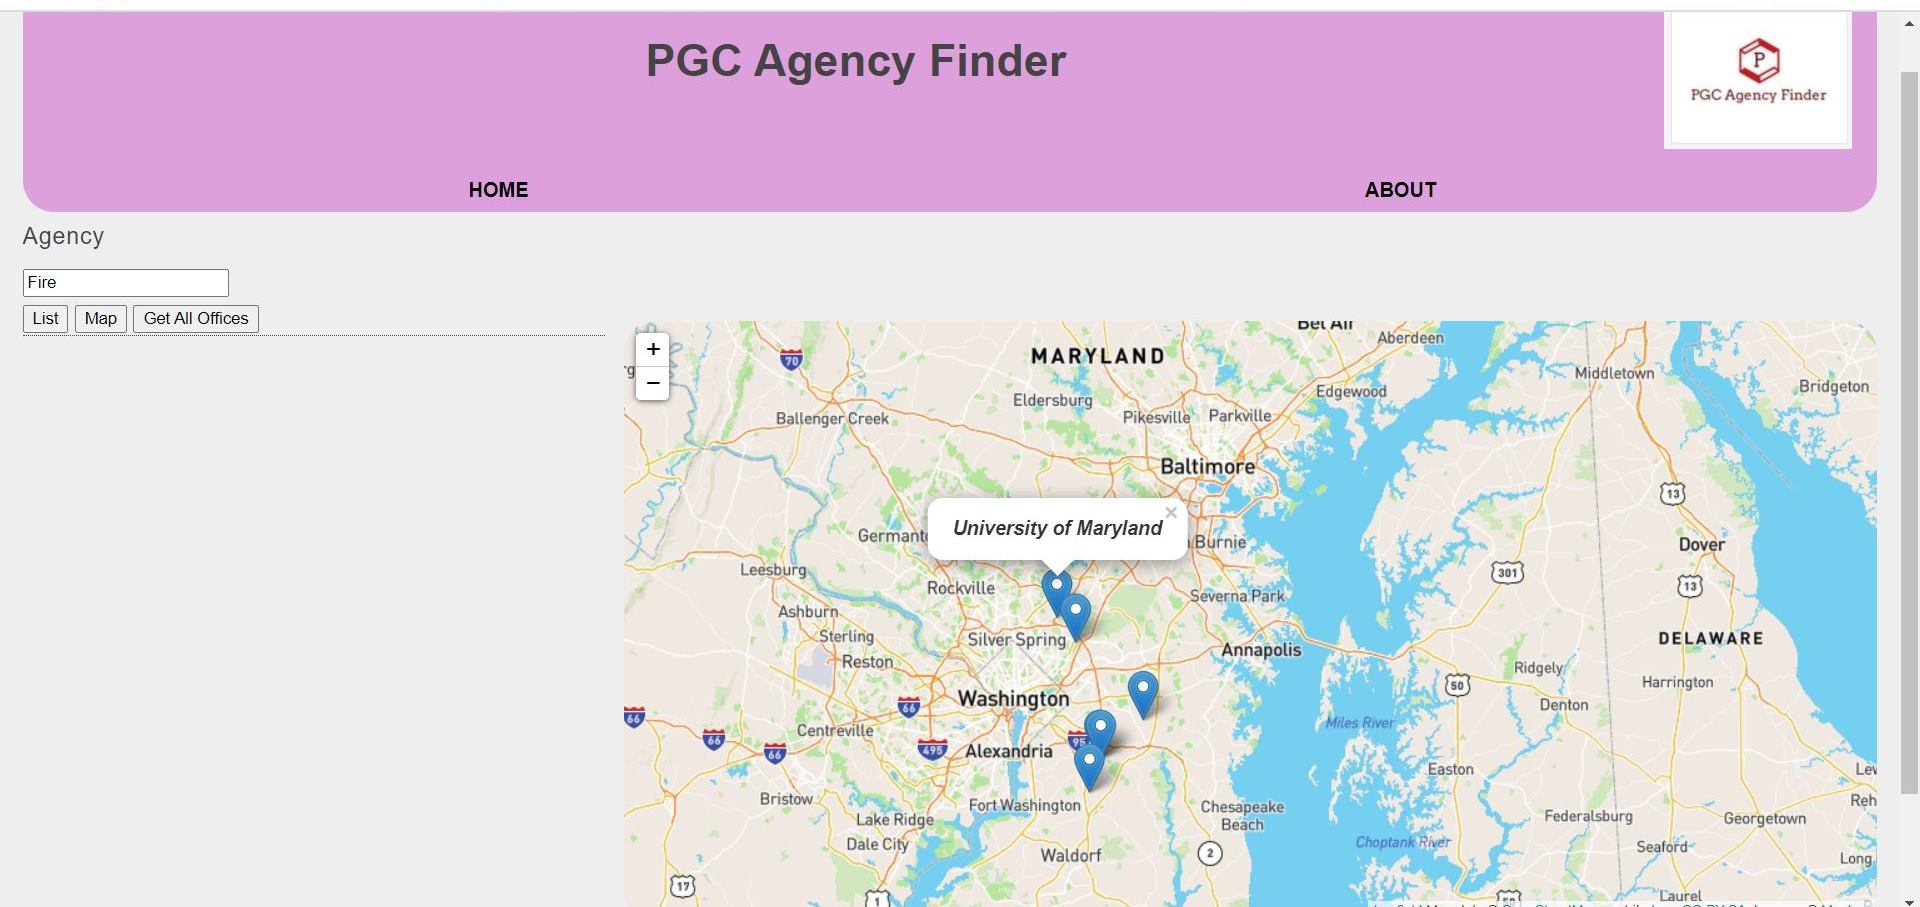 PGC Agency Finder
P
PGC Agency Finder
HOME
ABOUT
Agency
Fire
List
Map
Get All Offices
+
−
Bel Air
Aberdeen
MARYLAND
70
Middletown
Bridgeton
Edgewood
Eldersburg
Ballenger Creek
Pikesville
Parkville
Baltimore
13
University of Maryland
×
Burnie
Dover
Leesburg
301
13
Rockville
Severna Park
Ashburn
Sterling
Silver Spring
DELAWARE
Annapolis
Reston
Ridgely
Harrington
50
Washington
66
Denton
66
Miles River
Centreville
66
66
495
Alexandria
95
Easton
Bristow
Fort Washington
Chesapeake
Beach
Lake Ridge
Federalsburg
Georgetown
Dale City
Choptank River
Seaford
Waldorf
2
Long
17
1
Laurel